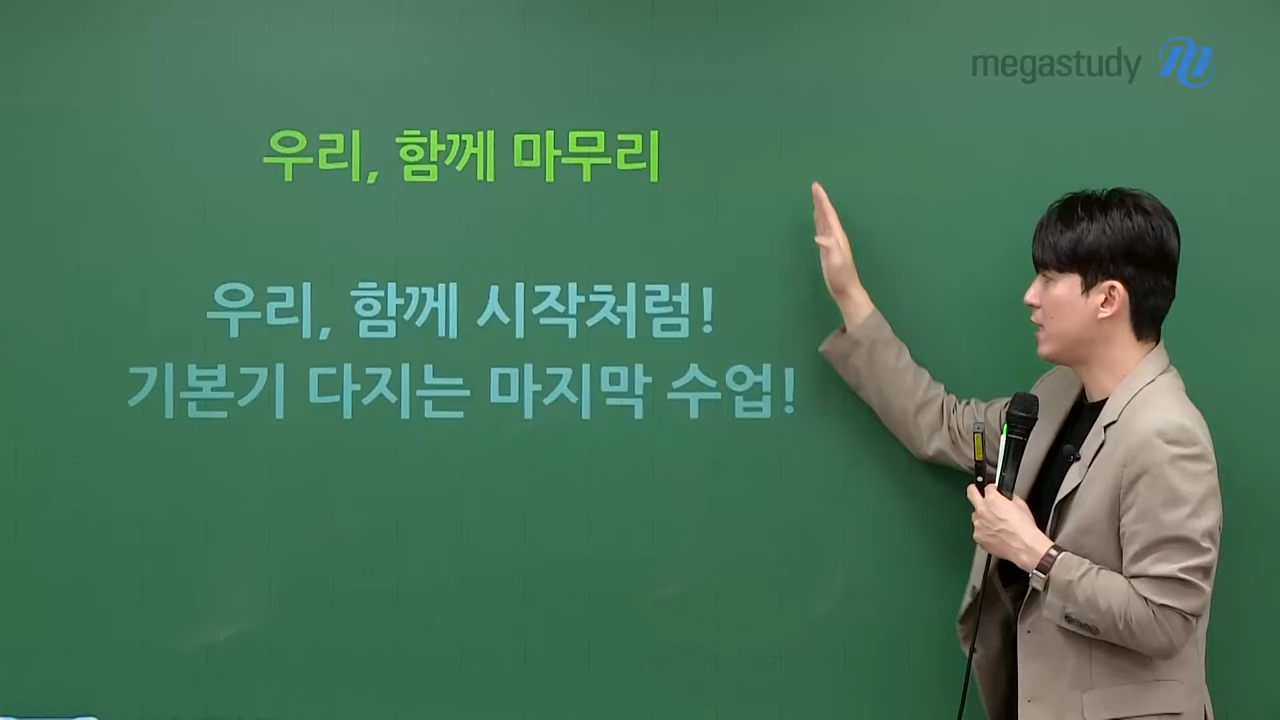 megastudy
우리, 함께 마무리
우리, 함께 시작처럼!
기본기 다지는 마지막 수업!